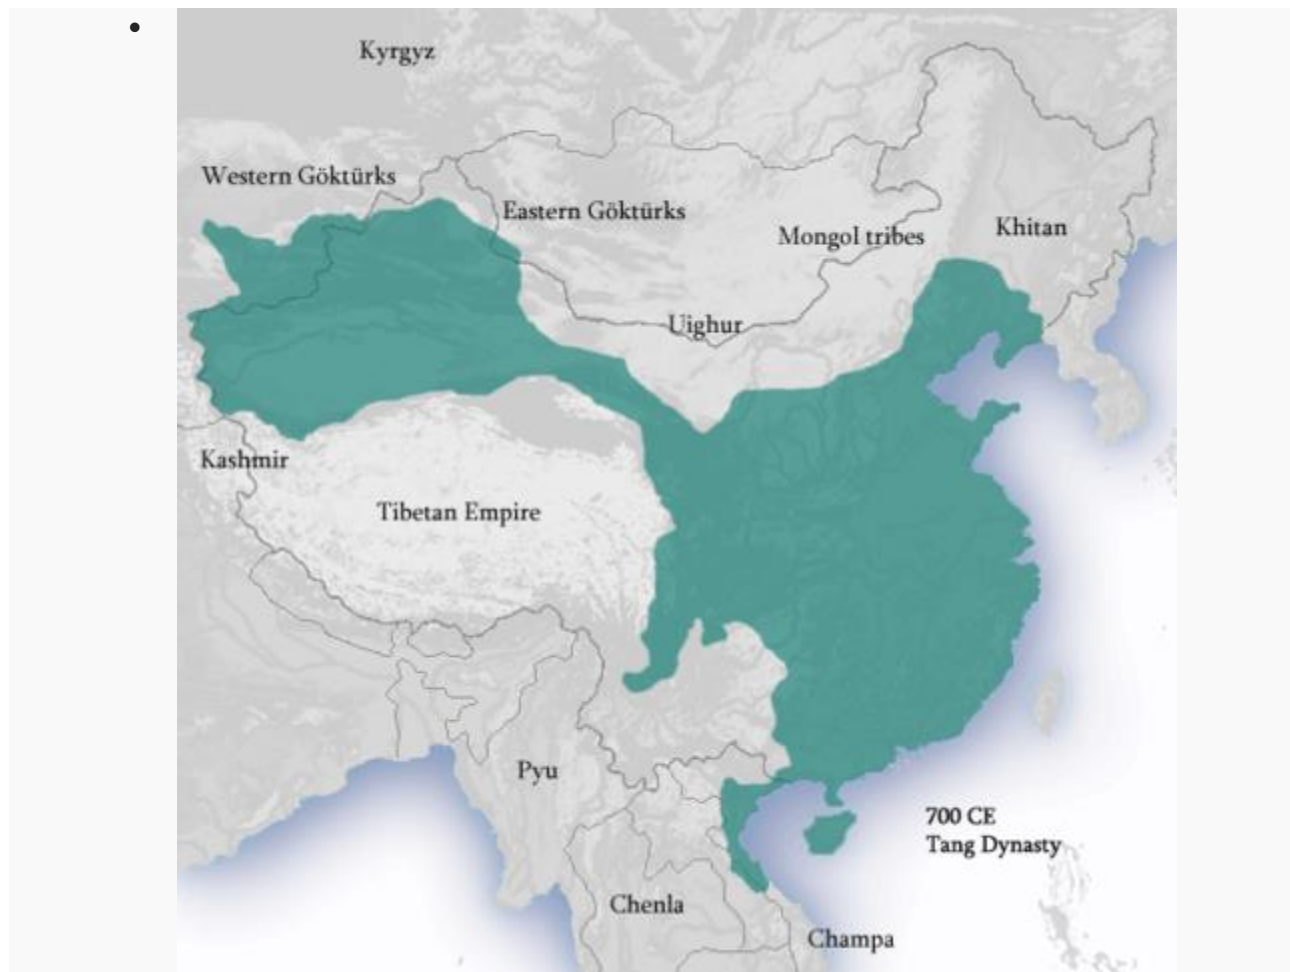 Kyrgyz
Western Göktürks
Eastern Göktürks
Mongol tribes
Khitan
Uighur
Kashmir
Tibetan Empire
Pyu
700 CE
Tang Dynasty
Chenla
Champa